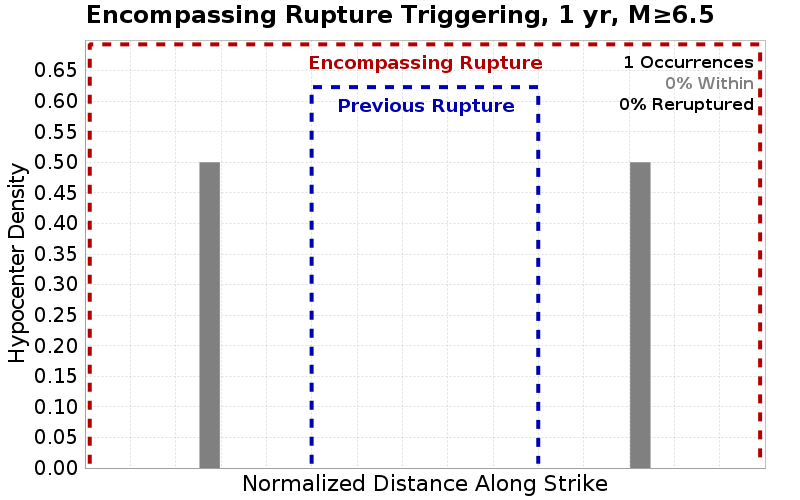 Encompassing Rupture Triggering, 1 yr, M≥6.5
Encompassing Rupture
1 Occurrences
0% Within
0% Reruptured
Previous Rupture
Hypocenter Density
0.65
0.60
0.55
0.50
0.45
0.40
0.35
0.30
0.25
0.20
0.15
0.10
0.05
0.00
Normalized Distance Along Strike